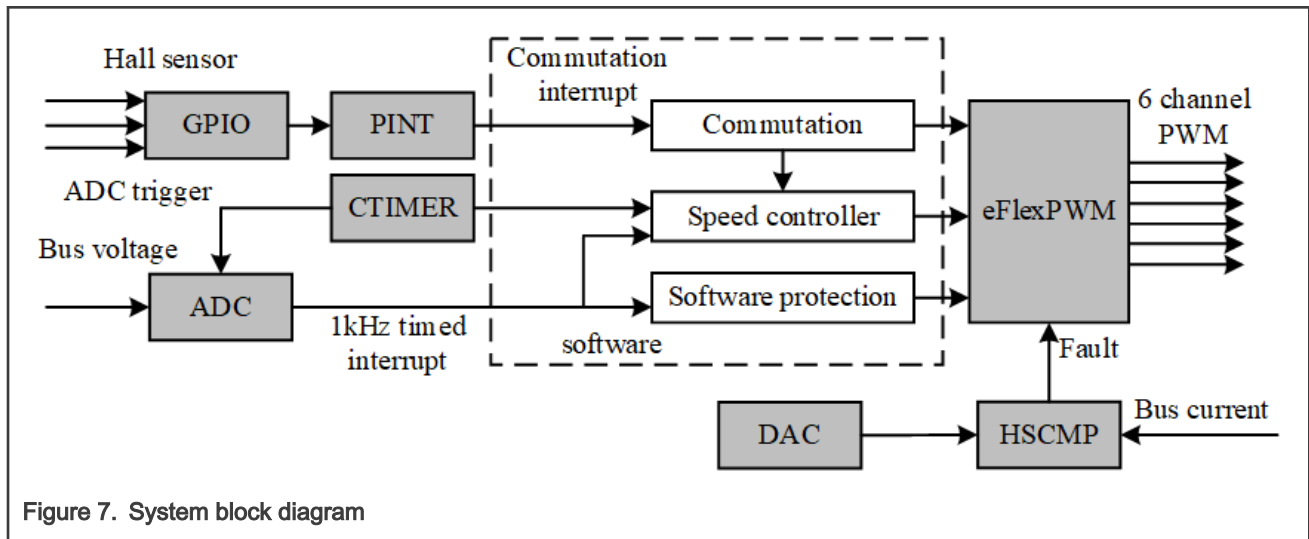 Hall sensor
Commutation
interrupt
6 channel
PWM
GPIO
PINT
Commutation
ADC trigger
CTIMER
Speed controller
eFlexPWM
Bus voltage
ADC
Software protection
1kHz timed
interrupt
software
Fault
DAC
HSCMP
Bus current
Figure 7. System block diagram